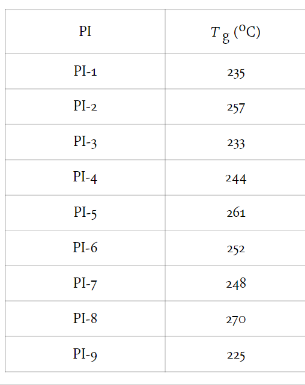 PI T g (⁰C)
PI-1 235
PI-2 257
PI-3 233
PI-4 244
PI-5 261
PI-6 252
PI-7 248
PI-8 270
PI-9 225